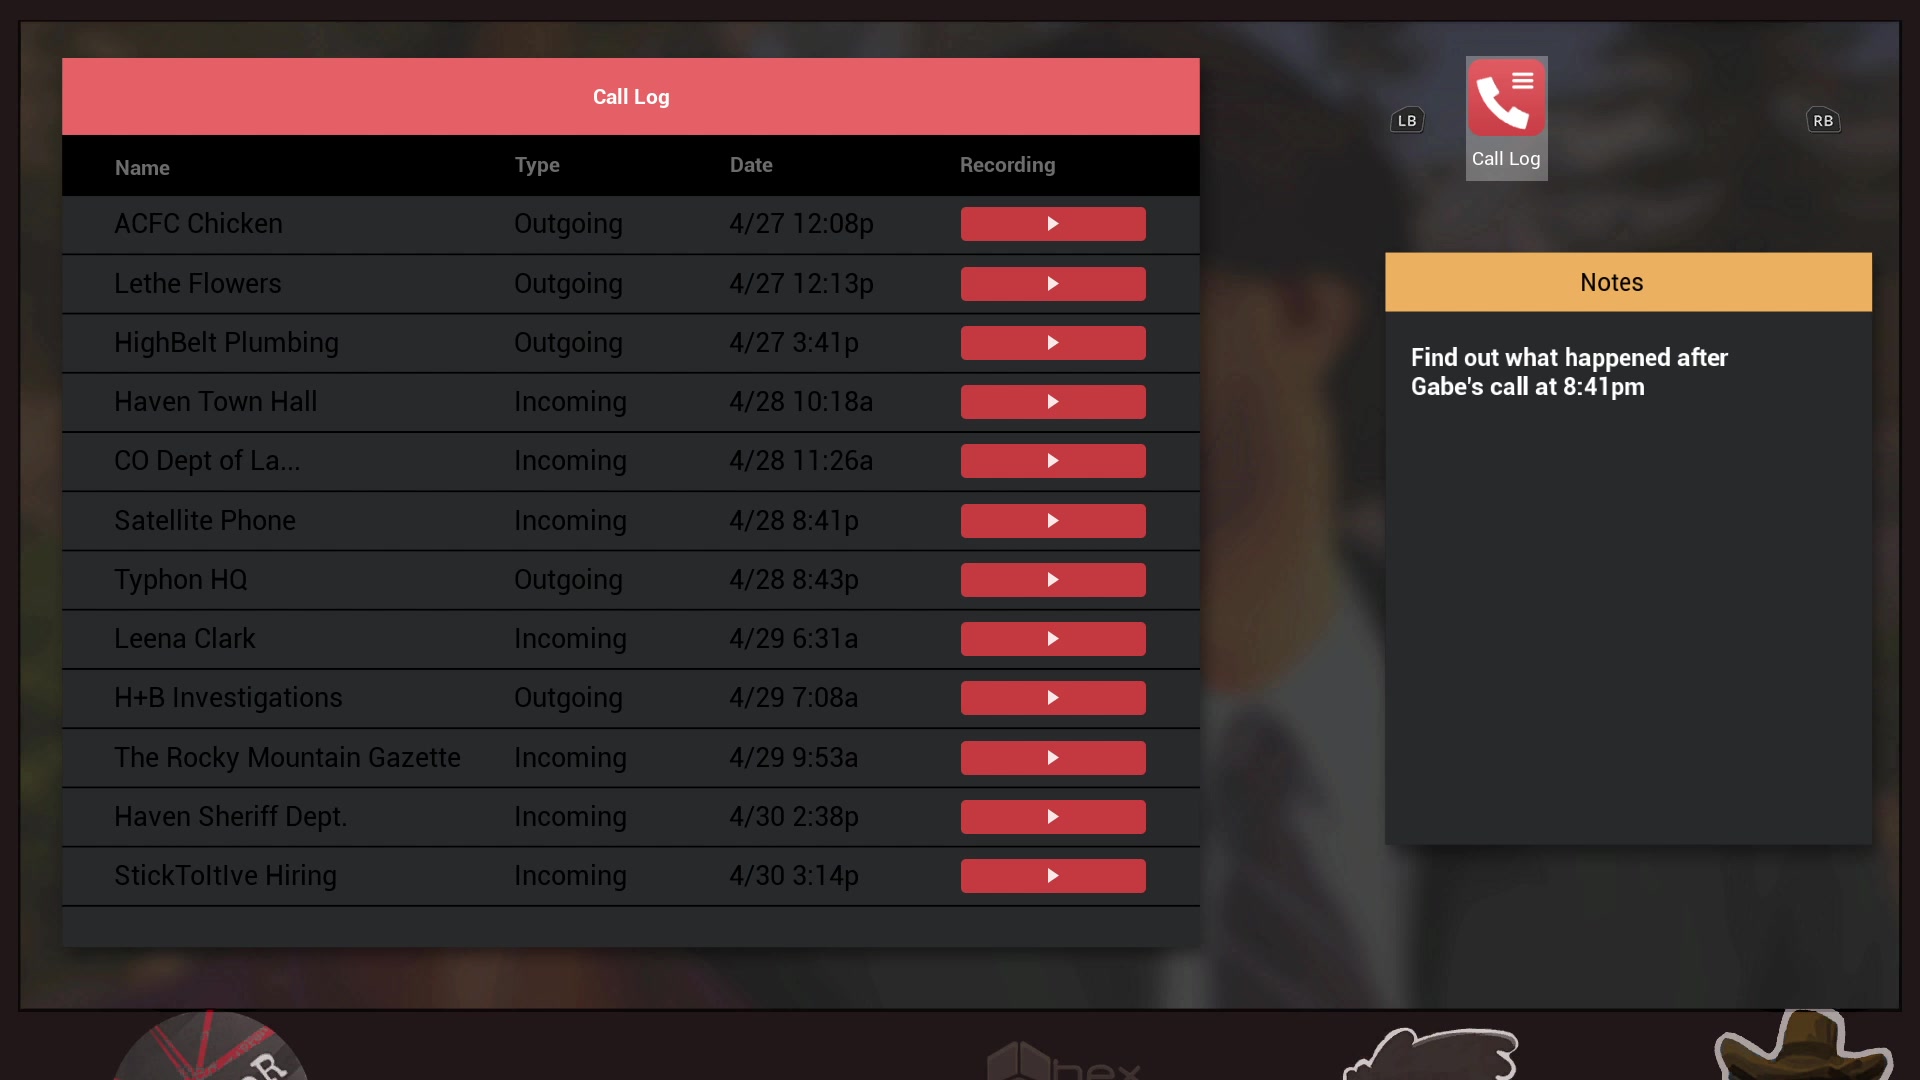 Call Log
Name Type Date Recording
ACFC Chicken Outgoing 4/27 12:08p
Lethe Flowers Outgoing 4/27 12:13p
HighBelt Plumbing Outgoing 4/27 3:41p
Haven Town Hall Incoming 4/28 10:18a
CO Dept of La... Incoming 4/28 11:26a
Satellite Phone Incoming 4/28 8:41p
Typhon HQ Outgoing 4/28 8:43p
Leena Clark Incoming 4/29 6:31a
H+B Investigations Outgoing 4/29 7:08a
The Rocky Mountain Gazette Incoming 4/29 9:53a
Haven Sheriff Dept. Incoming 4/30 2:38p
StickToItIve Hiring Incoming 4/30 3:14p
LB
Call Log
RB
Notes
Find out what happened after
Gabe's call at 8:41pm
hex